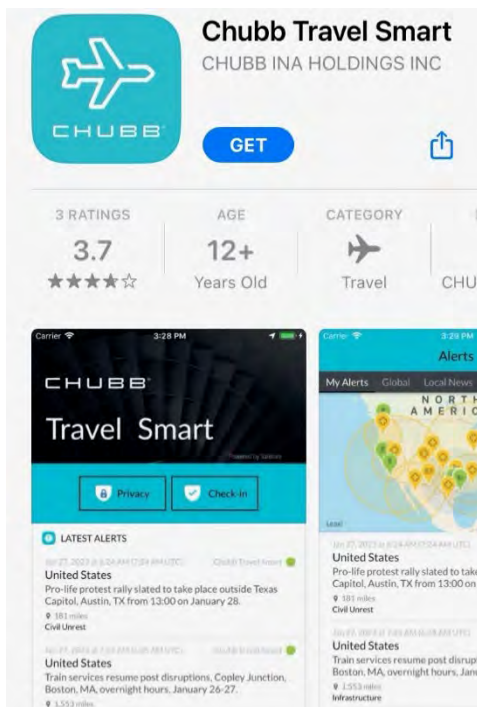 Chubb Travel Smart
CHUBB INA HOLDINGS INC
CHUBB
GET
3 RATINGS
AGE
CATEGORY
3.7
12+
Years Old
Travel
CHU
Carrier
3:28 PM
CHUBB
Travel Smart
Privacy
Check-in
LATEST ALERTS
United States
Pro-life protest rally slated to take place outside Texas
Capitol, Austin, TX from 13:00 on January 28.
181 miles
Civil Unrest
United States
Train services resume post disruptions, Copley Junction,
Boston, MA, overnight hours, January 26-27.
1,553 miles
Carrier
3:29 PM
Alerts
My Alerts
Global
Local News
NORTH
AMERIC
Legal
United States
Pro-life protest rally slated to take
Capitol, Austin, TX from 13:00 on
181 miles
Civil Unrest
United States
Train services resume post disrup
Boston, MA, overnight hours, Jan
1,553 miles
Infrastructure